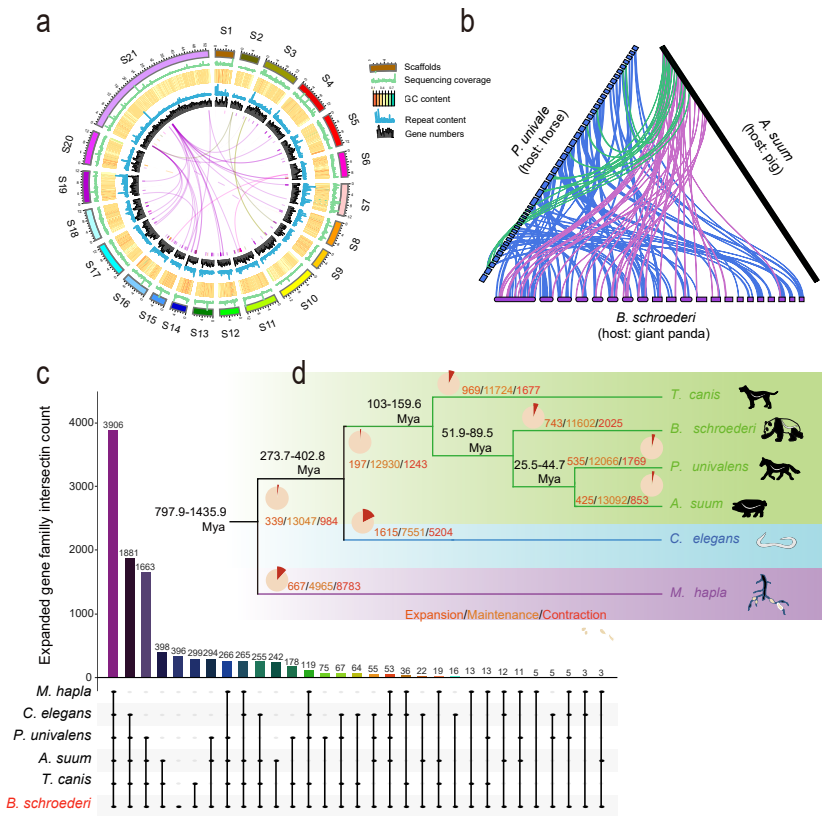 a
S1
S2
S3
S4
S5
S6
S7
S8
S9
S10
S11
S12
S13
S14
S15
S16
S17
S18
S19
S20
S21
Scaffolds
Sequencing coverage
GC content
Repeat content
Gene numbers
b
P. univale
(host: horse)
A. suum
(host: pig)
B. schroederi
(host: giant panda)
c
Expanded gene familly intersectin count
4000
3000
2000
1000
0
3906
1881
1663
398
396
299
294
266
265
255
242
178
119
75
67
64
55
53
36
22
19
16
13
13
12
11
5
5
5
3
3
M. hapla
C. elegans
P. univalens
A. suum
T. canis
B. schroederi
d
797.9-1435.9
Mya
273.7-402.8
Mya
103-159.6
Mya
51.9-89.5
Mya
25.5-44.7
Mya
969/11724/1677
743/11602/2025
535/12066/1769
425/13092/853
197/12930/1243
339/13047/984
1615/7551/5204
667/4965/8783
T. canis
B. schroederi
P. univalens
A. suum
C. elegans
M. hapla
Expansion/Maintenance/Contraction